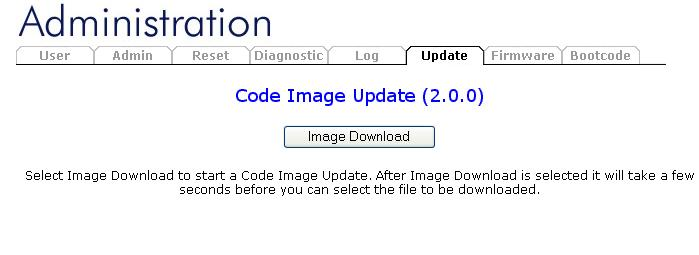 Administration
User Admin Reset Diagnostic Log Update Firmware Bootcode
Code Image Update (2.0.0)
Image Download
Select Image Download to start a Code Image Update. After Image Download is selected it will take a few
seconds before you can select the file to be downloaded.